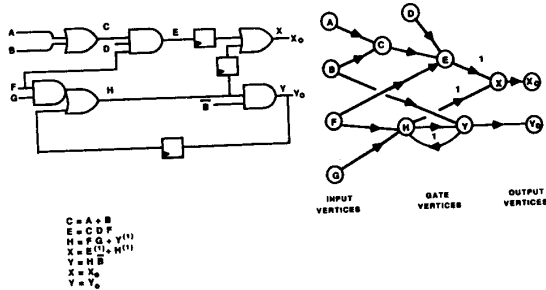 A
B
C
D
E
X
X₀
F
G
H
Y
Y₀
B̅
A
D
B
C
E
1
X
X₀
1
F
H
1
Y
Y₀
G
INPUT VERTICES
GATE VERTICES
OUTPUT VERTICES
C = A + B
E = C D F
H = F G + Y⁽¹⁾
X = E⁽¹⁾ + H⁽¹⁾
Y = H B̅
X = X₀
Y = Y₀